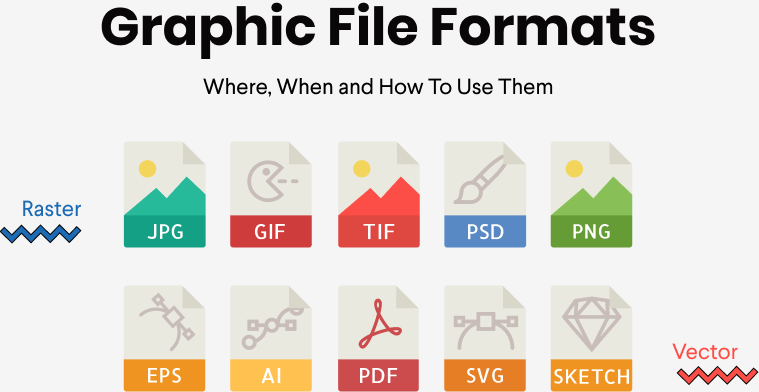 Graphic File Formats
Where, When and How To Use Them
Raster
JPG GIF TIF PSD PNG
EPS AI PDF SVG SKETCH
Vector